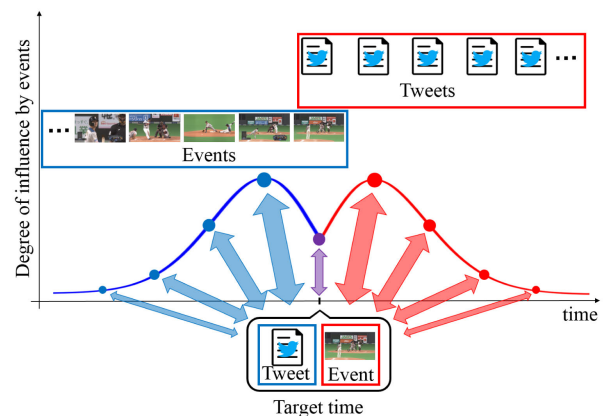 Degree of influence by events
...
Tweets
...
Events
time
Tweet
Event
Target time